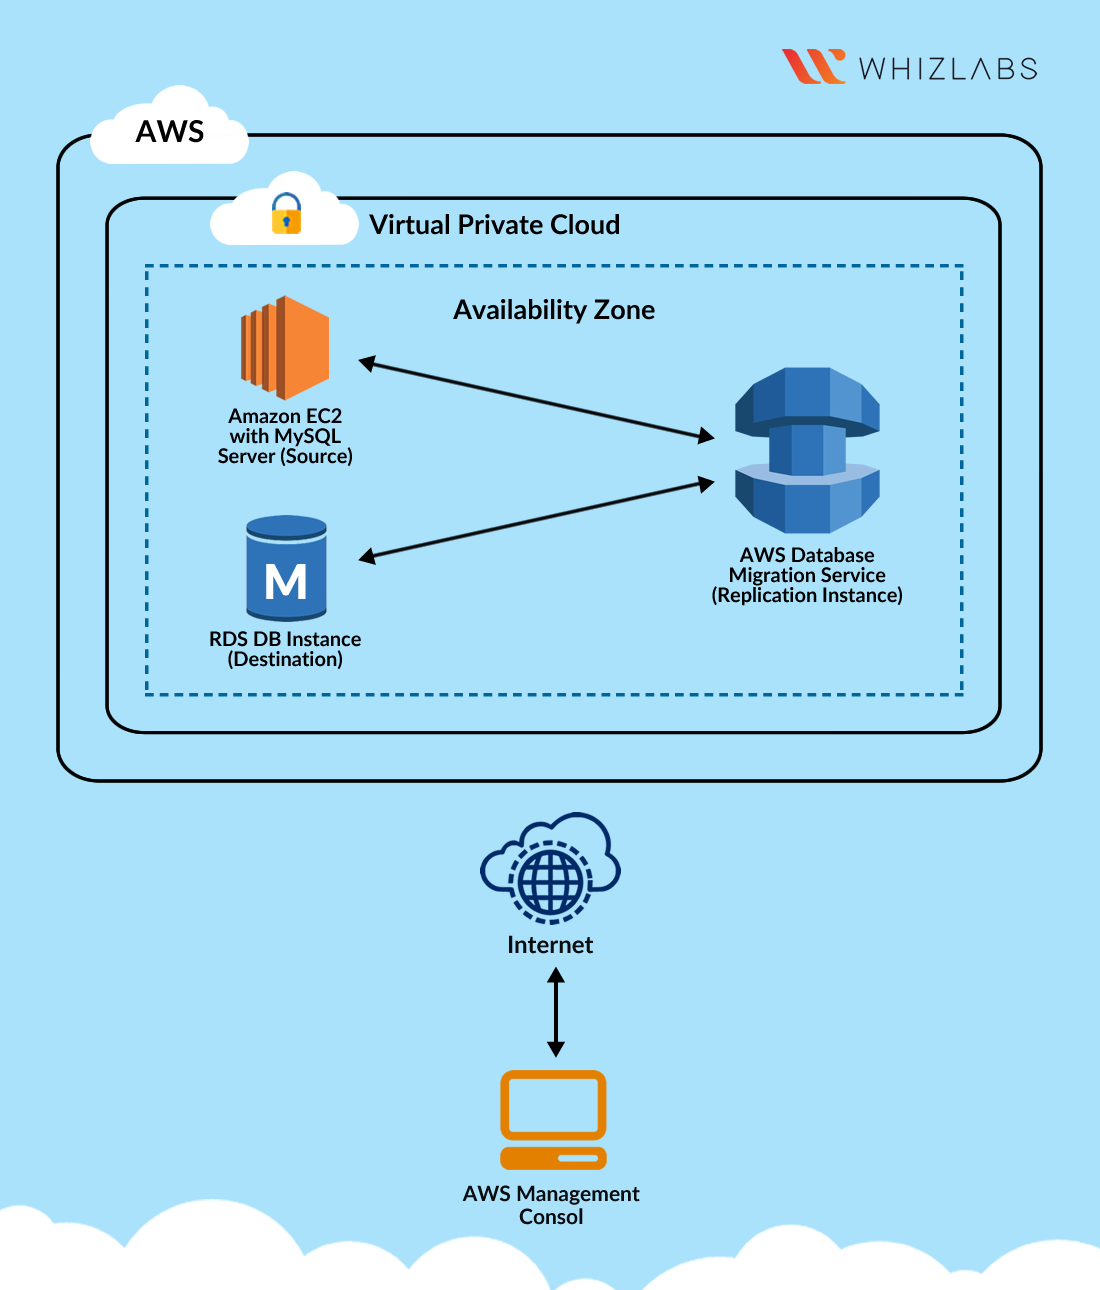 WHIZLABS
AWS
Virtual Private Cloud
Availability Zone
Amazon EC2
with MySQL
Server (Source)
AWS Database
Migration Service
(Replication Instance)
M
RDS DB Instance
(Destination)
Internet
AWS Management
Consol